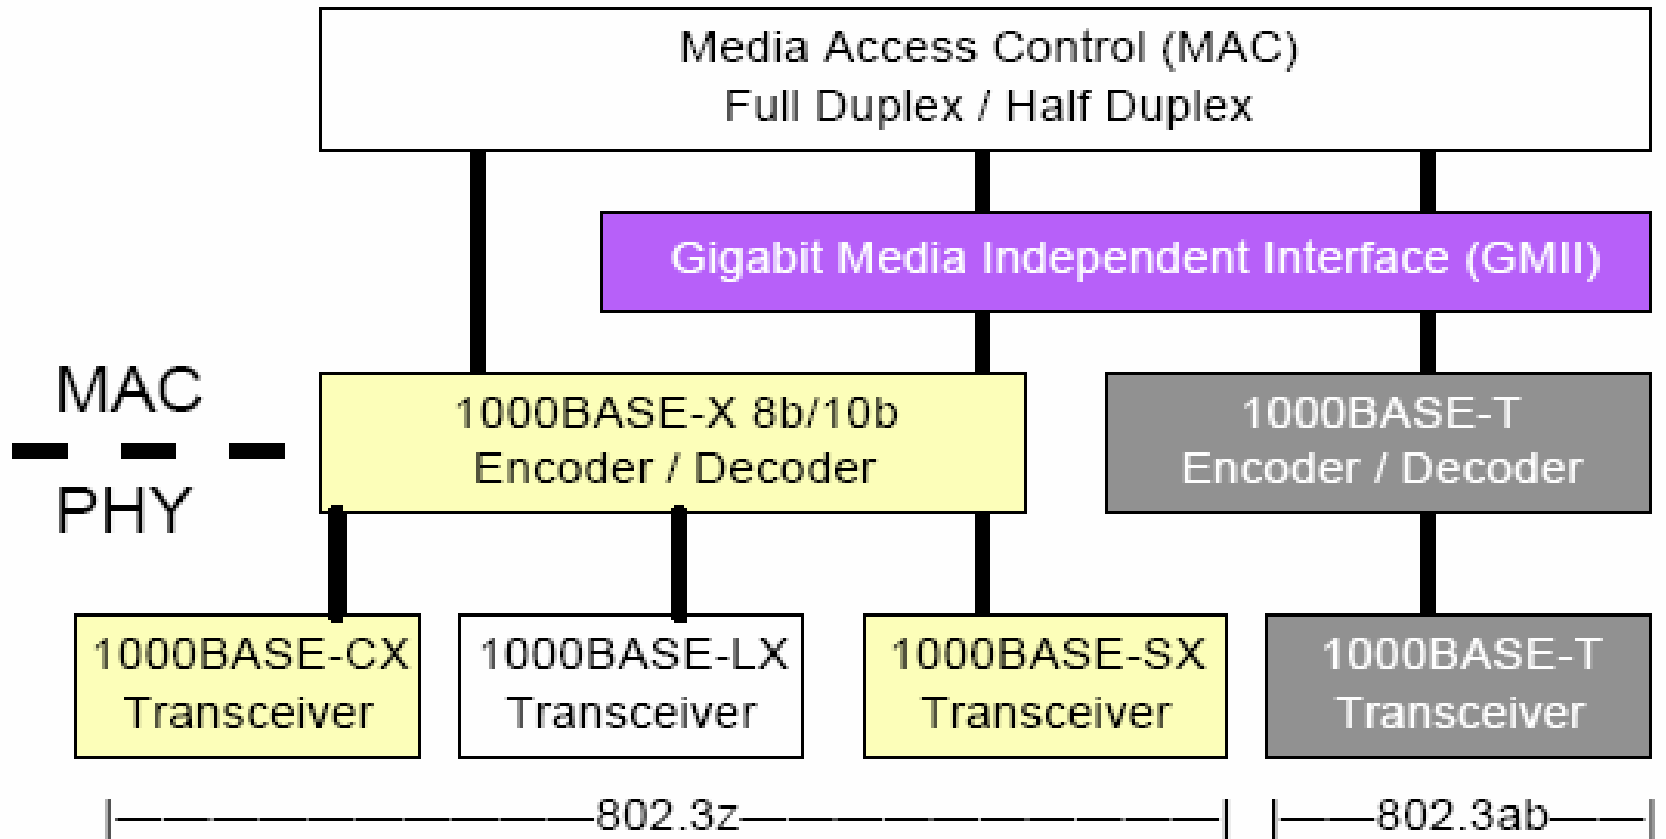 Media Access Control (MAC)
Full Duplex / Half Duplex
Gigabit Media Independent Interface (GMII)
MAC
PHY
1000BASE-X 8b/10b
Encoder / Decoder
1000BASE-T
Encoder / Decoder
1000BASE-CX
Transceiver
1000BASE-LX
Transceiver
1000BASE-SX
Transceiver
1000BASE-T
Transceiver
802.3z
802.3ab